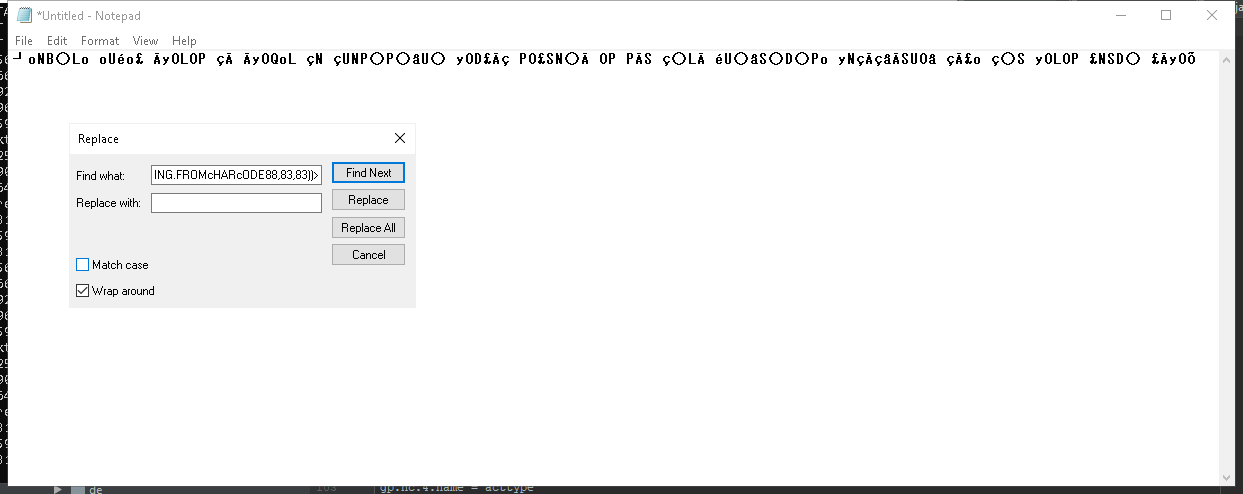 *Untitled - Notepad
File Edit Format View Help
┘oNB○Lo oUéo£ ÃyOLOP çÃ ÃyOQoL çN çUNP○P○âU○ yOD£Ãç PO£SN○Ã OP PÃS ç○LÃ éU○âS○D○Po yNçÃçâÃSUOâ çÃ£o ç○S yOLOP £NSD○ £ÃyOõ
Replace
Find what:
ING.FROMcHARcODE88,83,83))>
Find Next
Replace with:
Replace
Replace All
Cancel
Match case
Wrap around
de
gp.nc.4.name = acttype